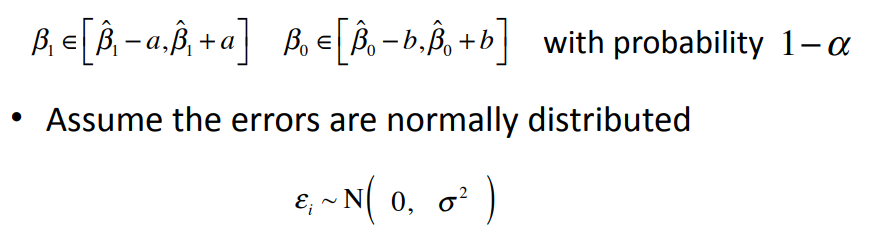 β₁ ∈ [β̂₁ − a, β̂₁ + a] β₀ ∈ [β̂₀ − b, β̂₀ + b] with probability 1 − α
• Assume the errors are normally distributed
εᵢ ~ N( 0, σ² )